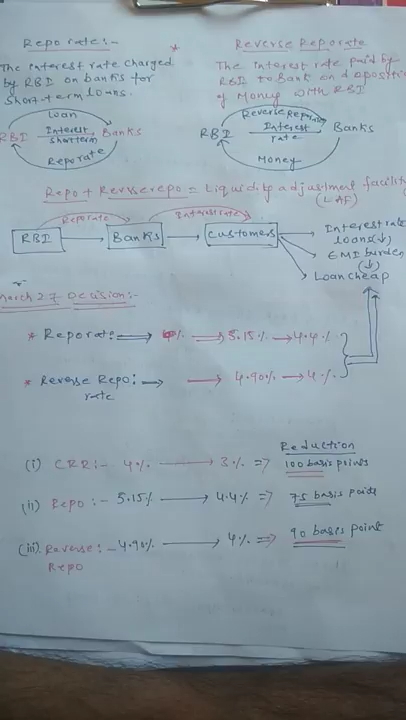 Repo rate:-
The interest rate charged
by RBI on banks for
short-term loans.
Loan
RBI Interest Banks
short term
Repo rate
*
Reverse Repo rate
The interest rate paid by
RBI to Bank on deposition
of Money with RBI
Reverse Repo rate
RBI Interest Banks
rate
Money
Repo + Reverse repo = Liquidity adjustment facility
(LAF)
Repo rate
Interest rate
RBI Banks customers
Interest rate
loans (↓)
EMI burden
(↓)
Loan cheap
March 27 Decision:-
* Repo rate: ⟹ % → 5.15% → 4.4%
* Reverse Repo: → → 4.90% → 4%
rate
Reduction
(i) CRR:- 4% → 3% => 100 basis points
(ii) Repo:- 5.15% → 4.4% => 75 basis points
(iii) Reverse:- 4.90% → 4% => 90 basis point
Repo